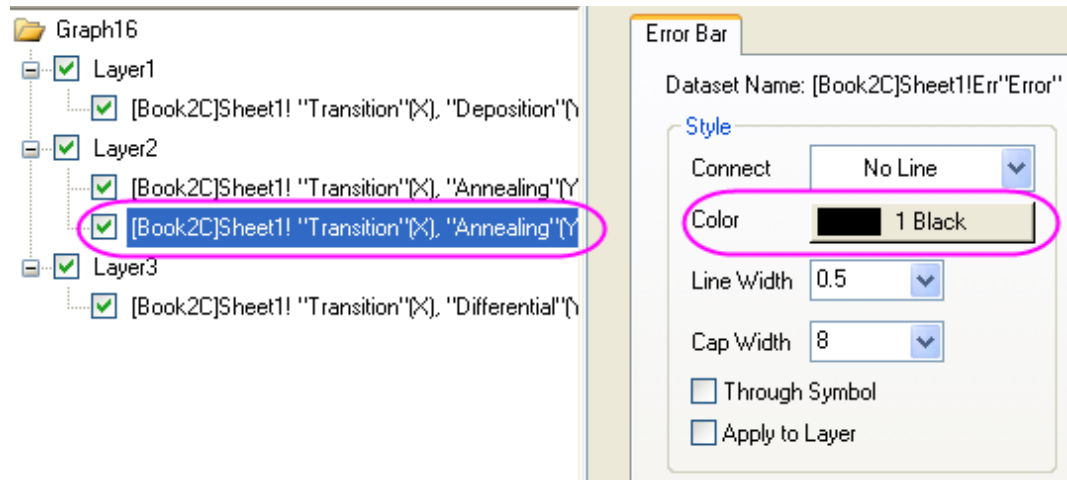 Graph16
Layer1
[Book2C]Sheet1! "Transition"(X), "Deposition"(Y
Layer2
[Book2C]Sheet1! "Transition"(X), "Annealing"(Y
[Book2C]Sheet1! "Transition"(X), "Annealing"(Y
Layer3
[Book2C]Sheet1! "Transition"(X), "Differential"(Y
Error Bar
Dataset Name: [Book2C]Sheet1!Err"Error"
Style
Connect No Line
Color 1 Black
Line Width 0.5
Cap Width 8
Through Symbol
Apply to Layer